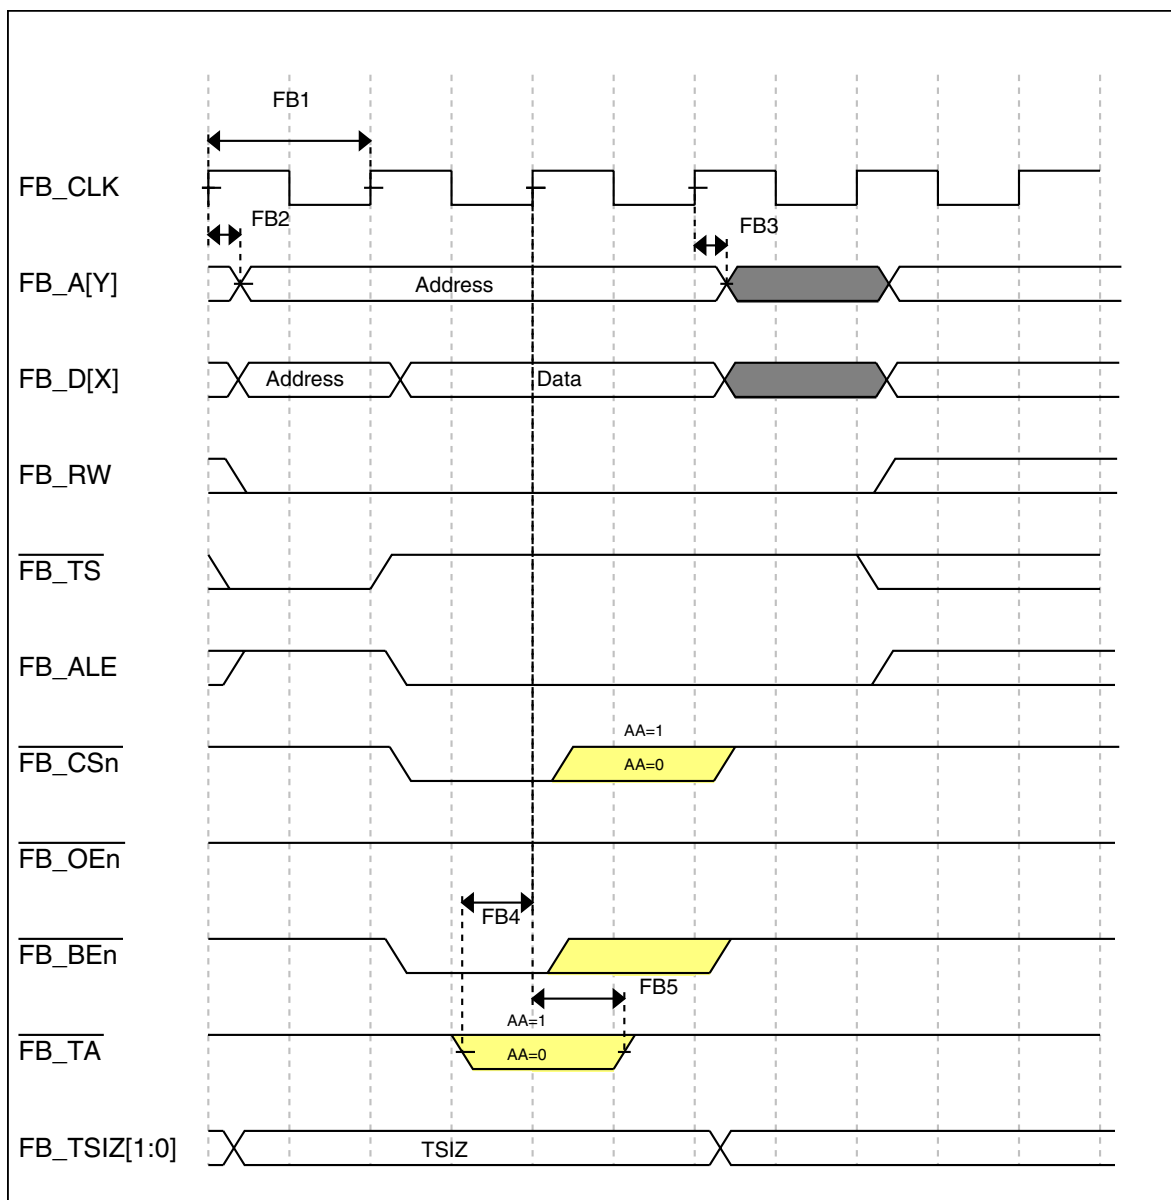 FB1
FB_CLK
FB2
FB3
FB_A[Y]
Address
FB_D[X]
Address
Data
FB_RW
FB_TS
FB_ALE
AA=1
FB_CSn
AA=0
FB_OEn
FB4
FB_BEn
FB5
AA=1
FB_TA
AA=0
FB_TSIZ[1:0]
TSIZ